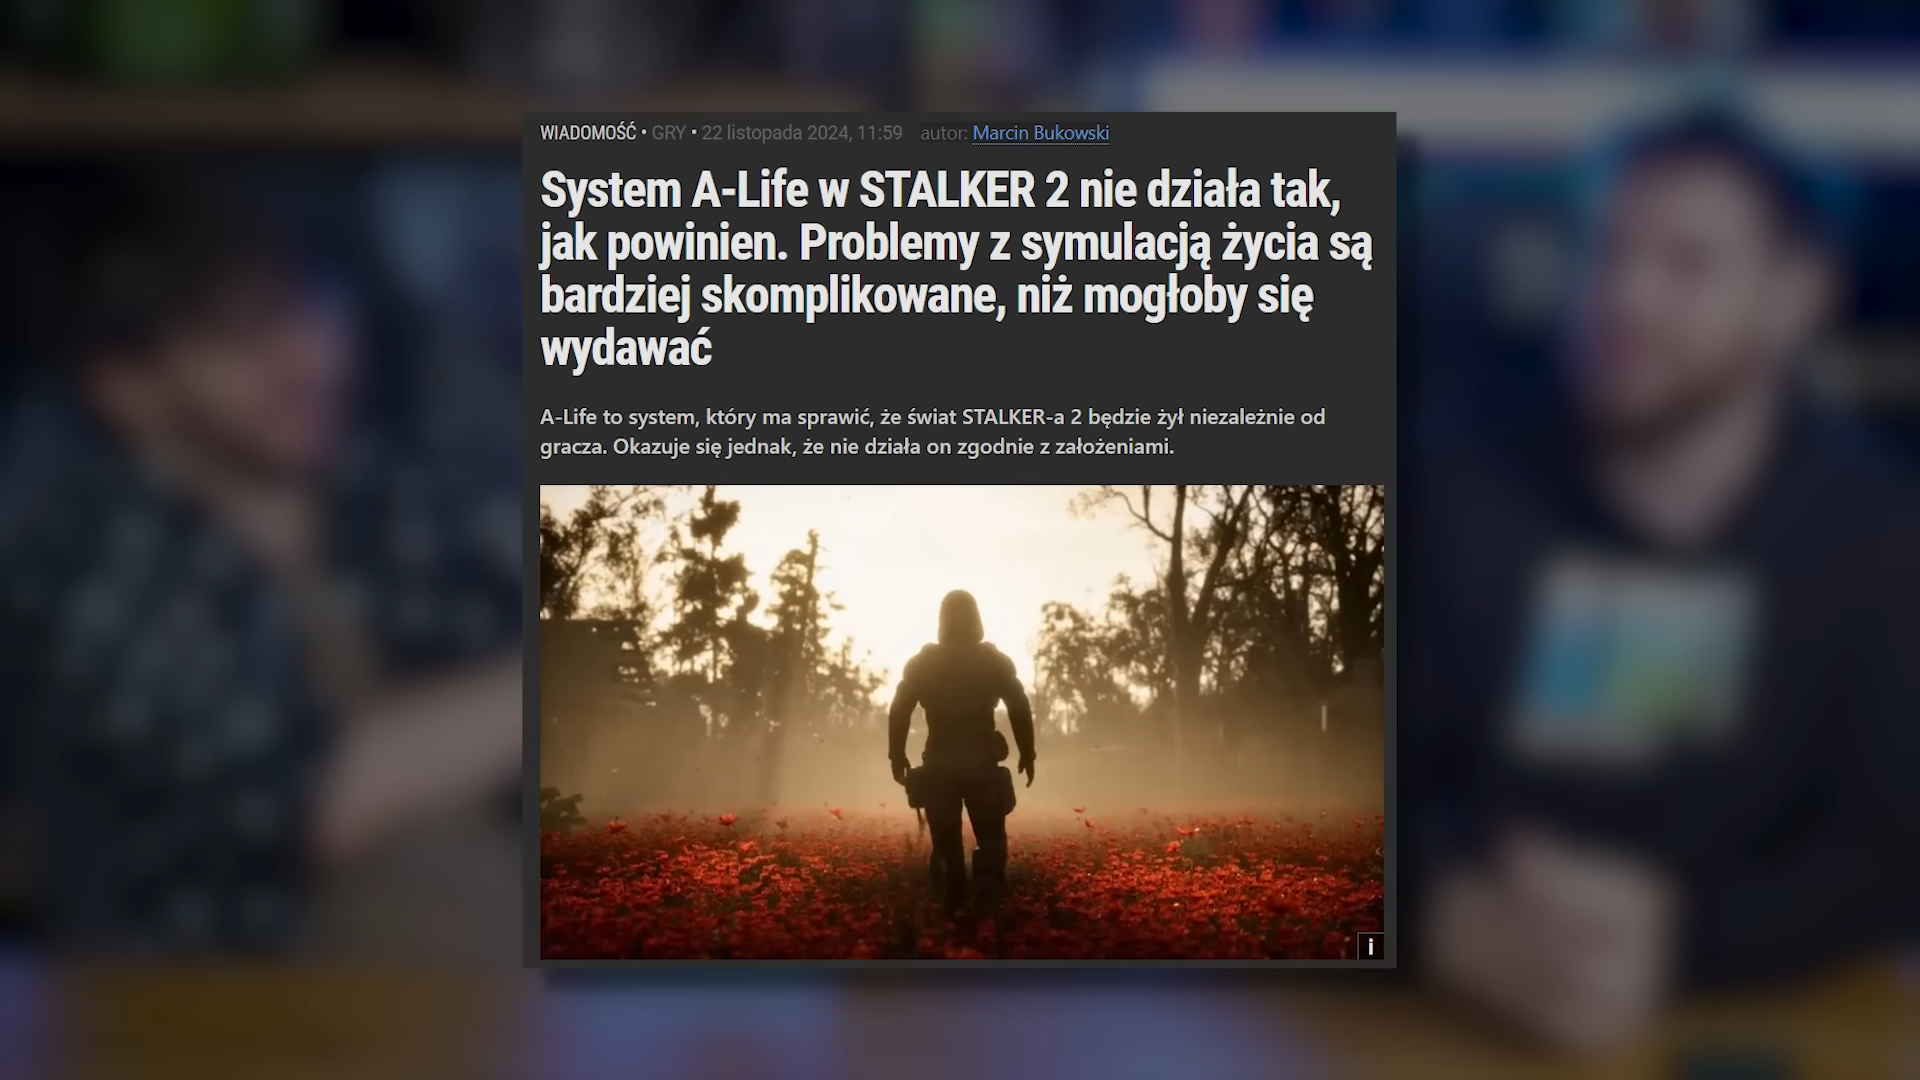 WIADOMOŚĆ • GRY • 22 listopada 2024, 11:59 autor: Marcin Bukowski
System A-Life w STALKER 2 nie działa tak,
jak powinien. Problemy z symulacją życia są
bardziej skomplikowane, niż mogłoby się
wydawać
A-Life to system, który ma sprawić, że świat STALKER-a 2 będzie żył niezależnie od
gracza. Okazuje się jednak, że nie działa on zgodnie z założeniami.
i